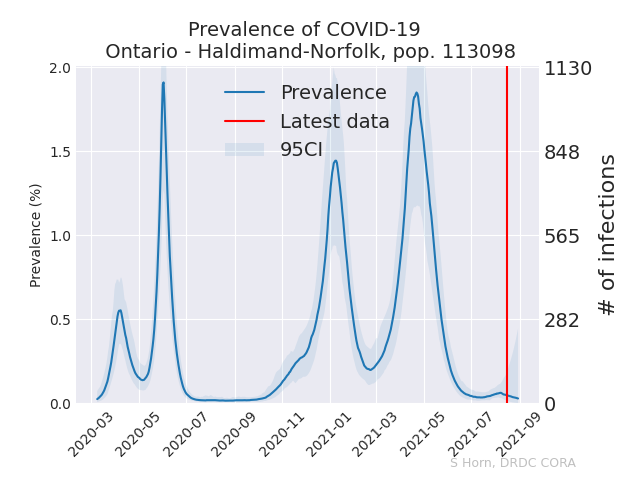 Prevalence of COVID-19
Ontario - Haldimand-Norfolk, pop. 113098
Prevalence
Latest data
95CI
Prevalence (%)
2.0
1.5
1.0
0.5
0.0
1130
848
565
282
0
# of infections
2020-03
2020-05
2020-07
2020-09
2020-11
2021-01
2021-03
2021-05
2021-07
2021-09
S Horn, DRDC CORA